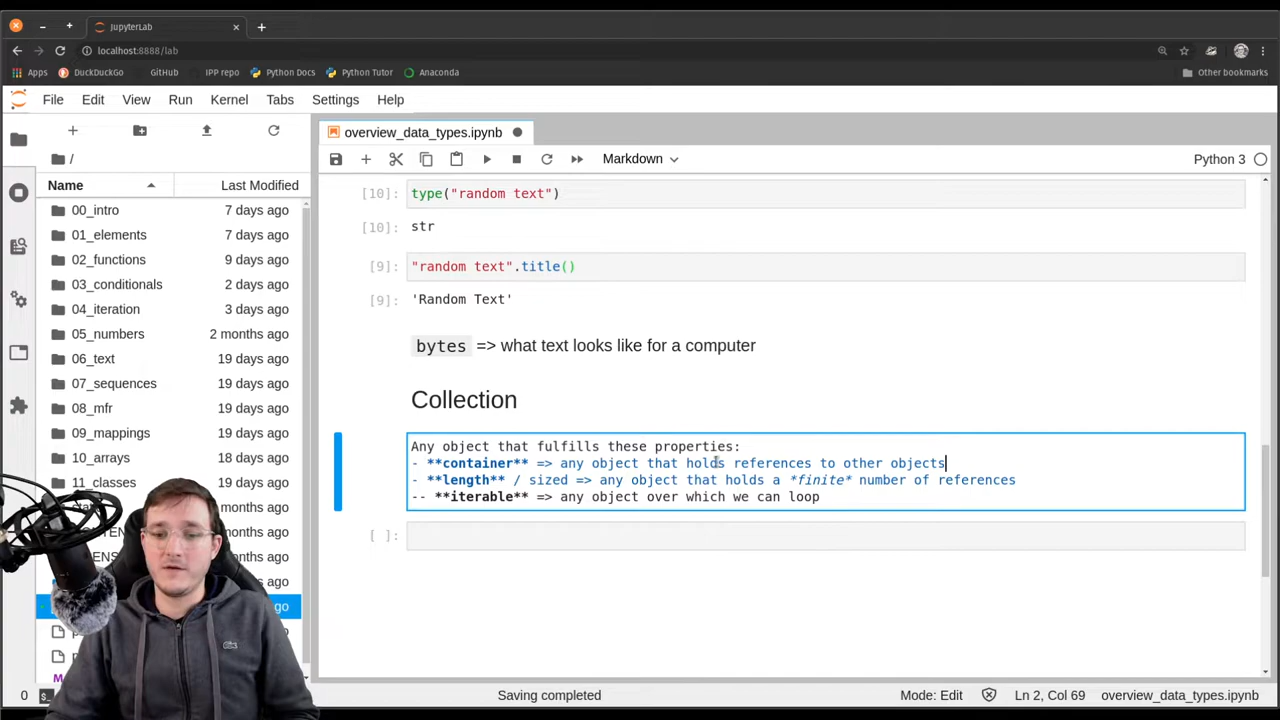 JupyterLab
localhost:8888/lab
Apps DuckDuckGo GitHub IPP repo Python Docs Python Tutor Anaconda Other bookmarks
File Edit View Run Kernel Tabs Settings Help
overview_data_types.ipynb
/
Markdown Python 3
Name Last Modified
00_intro 7 days ago
01_elements 7 days ago
02_functions 9 days ago
03_conditionals 2 days ago
04_iteration 3 days ago
05_numbers 2 months ago
06_text 19 days ago
07_sequences 19 days ago
08_mfr 19 days ago
09_mappings 19 days ago
10_arrays 19 days ago
11_classes 19 days ago
days ago
days ago
s ago
go
[10]: type("random text")
[10]: str
[9]: "random text".title()
[9]: 'Random Text'
bytes => what text looks like for a computer
Collection
Any object that fulfills these properties:
- **container** => any object that holds references to other objects
- **length** / sized => any object that holds a *finite* number of references
-- **iterable** => any object over which we can loop
[ ]:
0 $_ Saving completed Mode: Edit Ln 2, Col 69 overview_data_types.ipynb